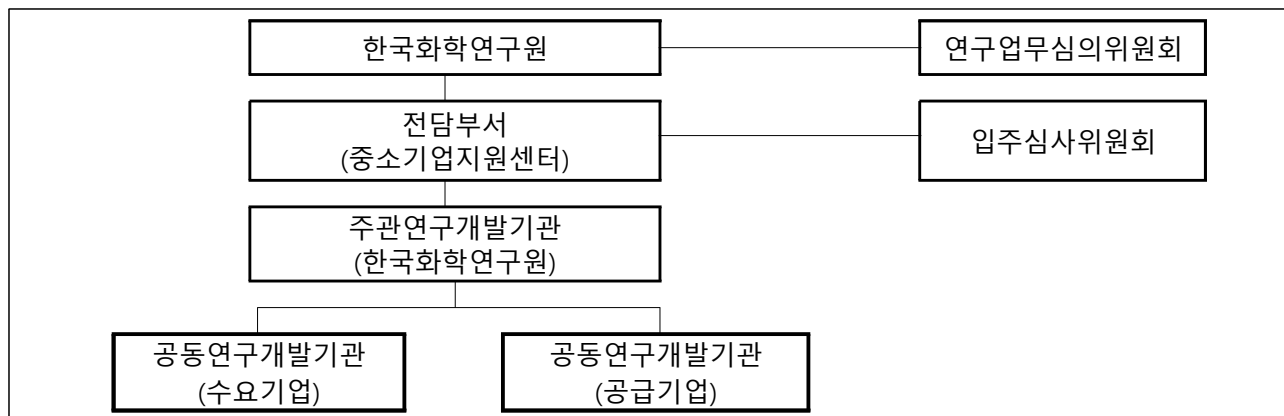 한국화학연구원
연구업무심의위원회
전담부서
(중소기업지원센터)
입주심사위원회
주관연구개발기관
(한국화학연구원)
공동연구개발기관
(수요기업)
공동연구개발기관
(공급기업)